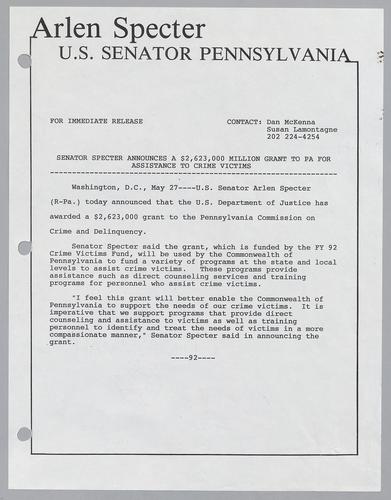 Arlen Specter
U.S. SENATOR PENNSYLVANIA
FOR IMMEDIATE RELEASE CONTACT: Dan McKenna
Susan Lamontagne
202 224-4254
SENATOR SPECTER ANNOUNCES A $2,623,000 MILLION GRANT TO PA FOR
ASSISTANCE TO CRIME VICTIMS
Washington, D.C., May 27----U.S. Senator Arlen Specter
(R-Pa.) today announced that the U.S. Department of Justice has
awarded a $2,623,000 grant to the Pennsylvania Commission on
Crime and Delinquency.
Senator Specter said the grant, which is funded by the FY 92
Crime Victims Fund, will be used by the Commonwealth of
Pennsylvania to fund a variety of programs at the state and local
levels to assist crime victims. These programs provide
assistance such as direct counseling services and training
programs for personnel who assist crime victims.
"I feel this grant will better enable the Commonwealth of
Pennsylvania to support the needs of our crime victims. It is
imperative that we support programs that provide direct
counseling and assistance to victims as well as training
personnel to identify and treat the needs of victims in a more
compassionate manner," Senator Specter said in announcing the
grant.
----92----